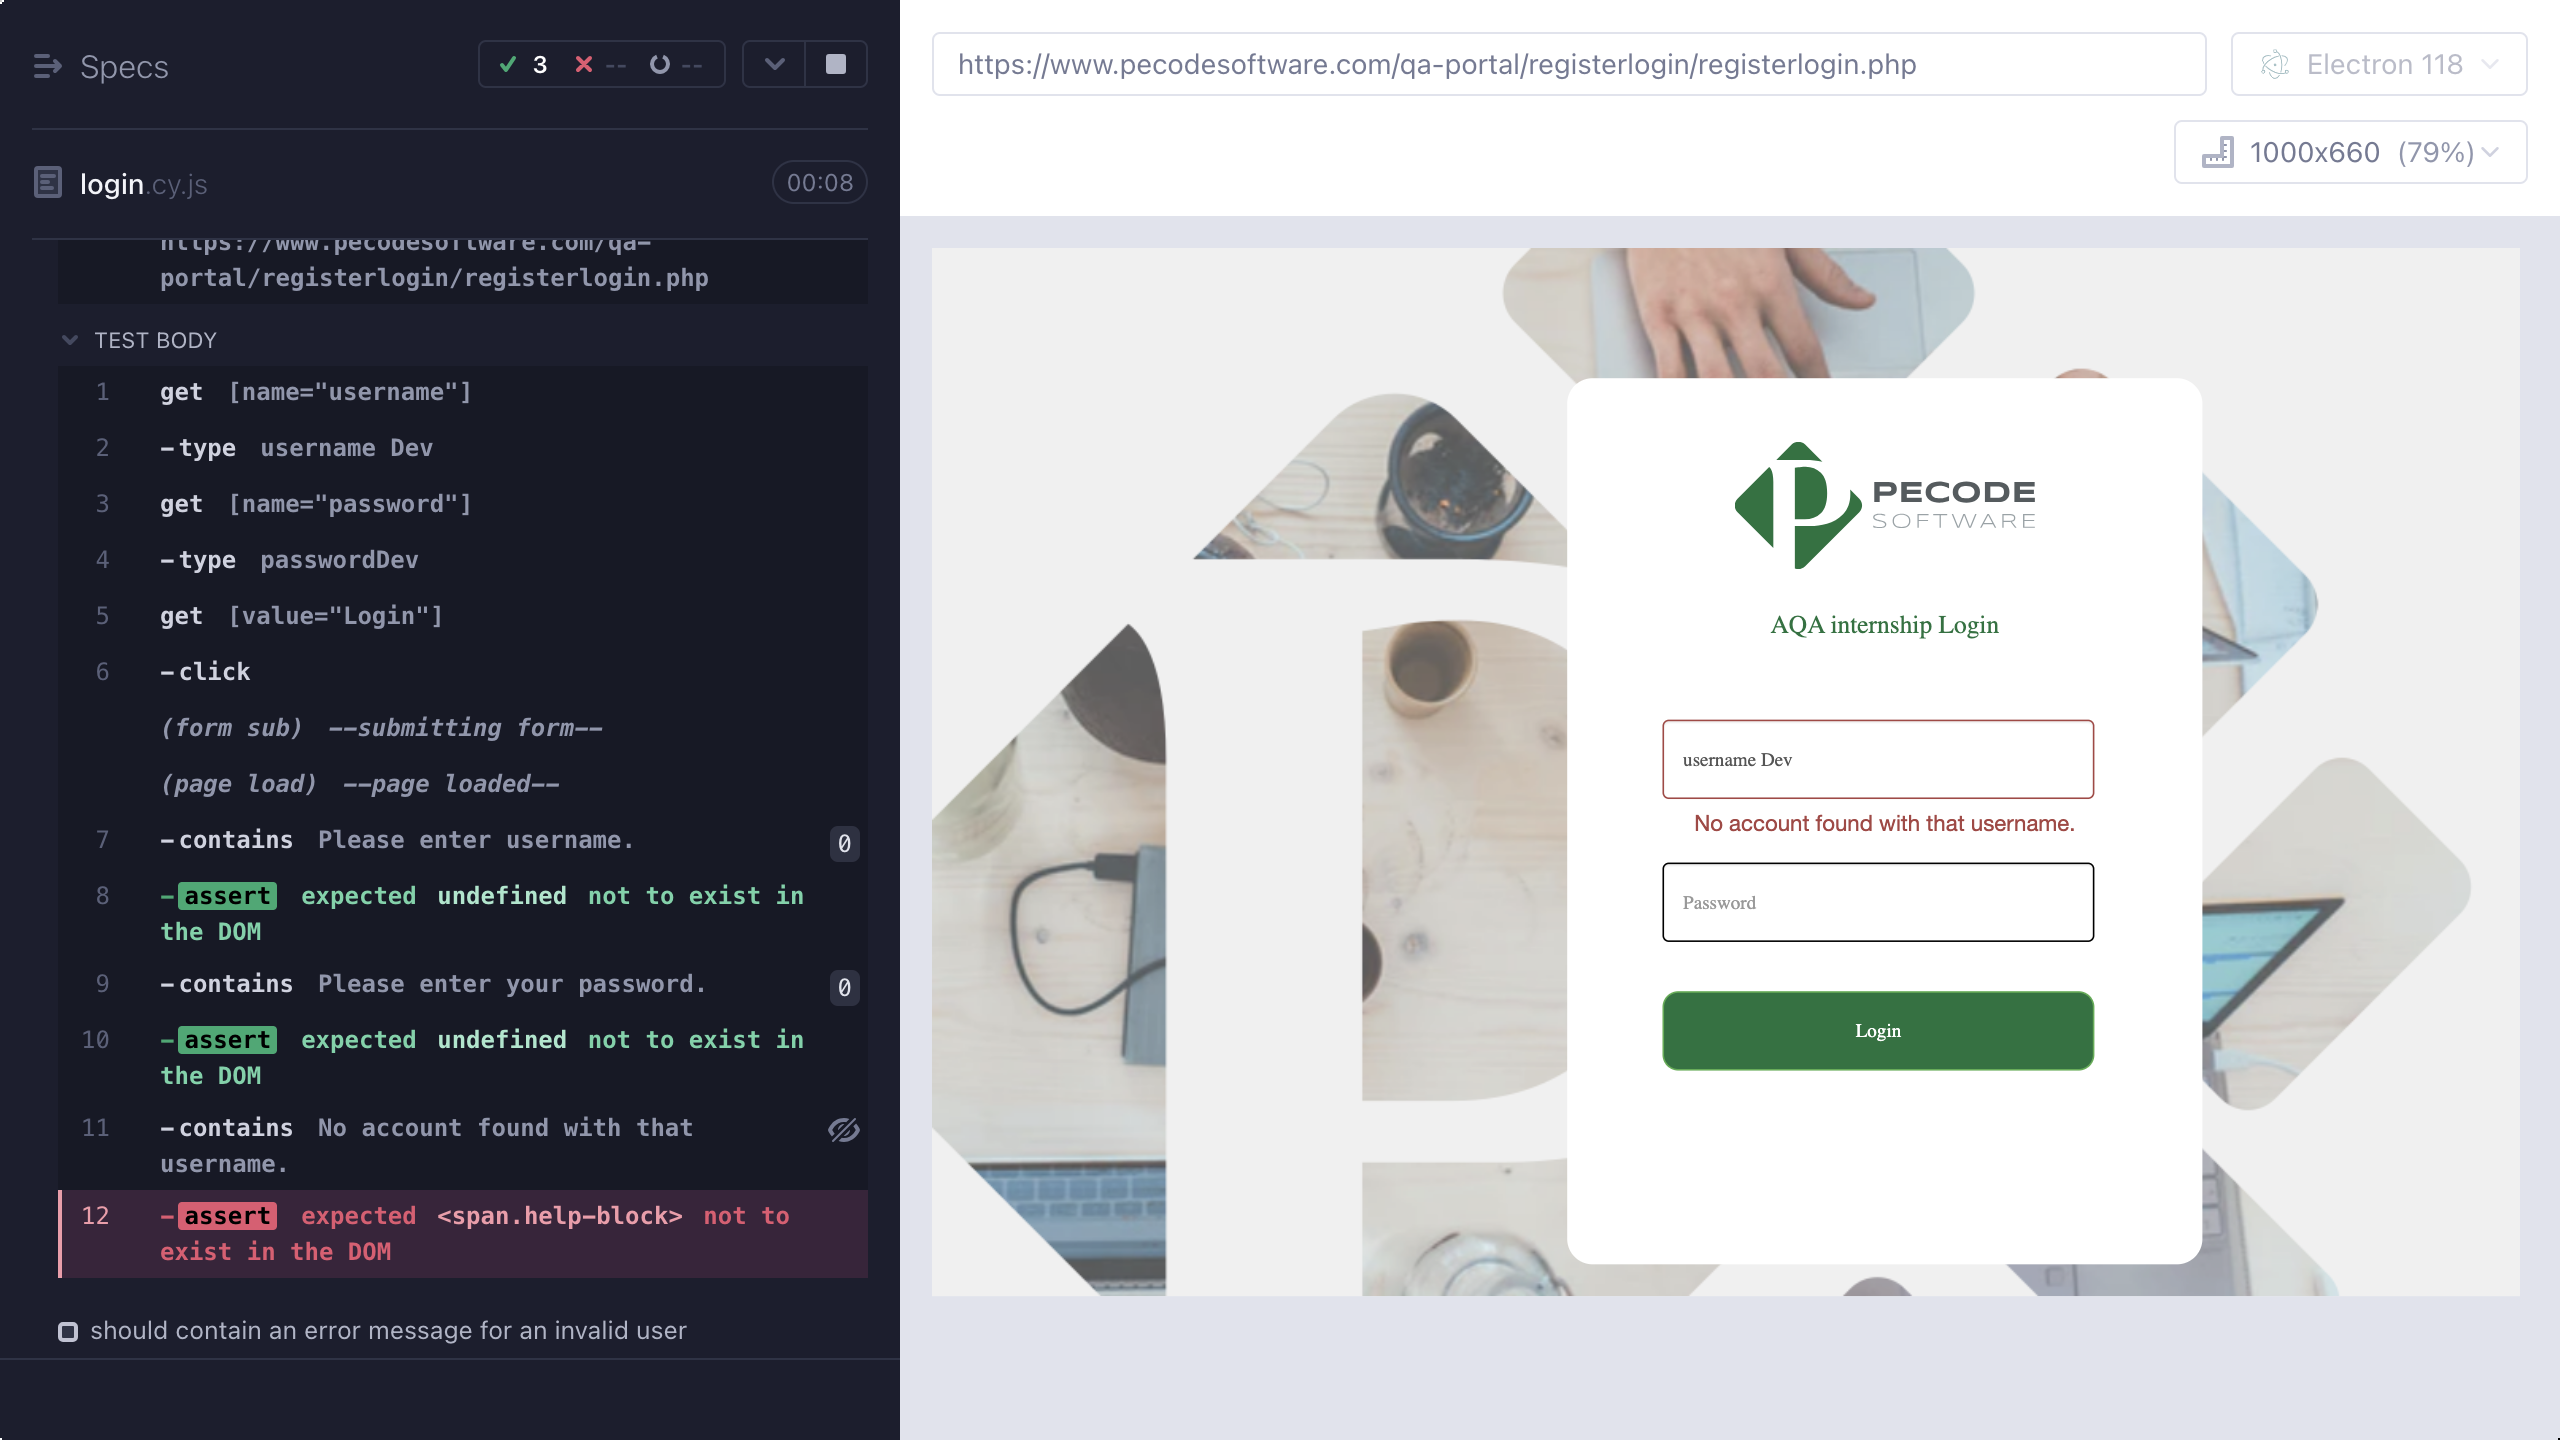 Specs
3 -- --
login.cy.js
00:08
https://www.pecodesoftware.com/qa-
portal/registerlogin/registerlogin.php
TEST BODY
1 get [name="username"]
2 -type username Dev
3 get [name="password"]
4 -type passwordDev
5 get [value="Login"]
6 -click
(form sub) --submitting form--
(page load) --page loaded--
7 -contains Please enter username. 0
8 -assert expected undefined not to exist in
the DOM
9 -contains Please enter your password. 0
10 -assert expected undefined not to exist in
the DOM
11 -contains No account found with that
username.
12 -assert expected <span.help-block> not to
exist in the DOM
should contain an error message for an invalid user
https://www.pecodesoftware.com/qa-portal/registerlogin/registerlogin.php
Electron 118
1000x660 (79%)
PECODE
SOFTWARE
AQA internship Login
username Dev
No account found with that username.
Password
Login